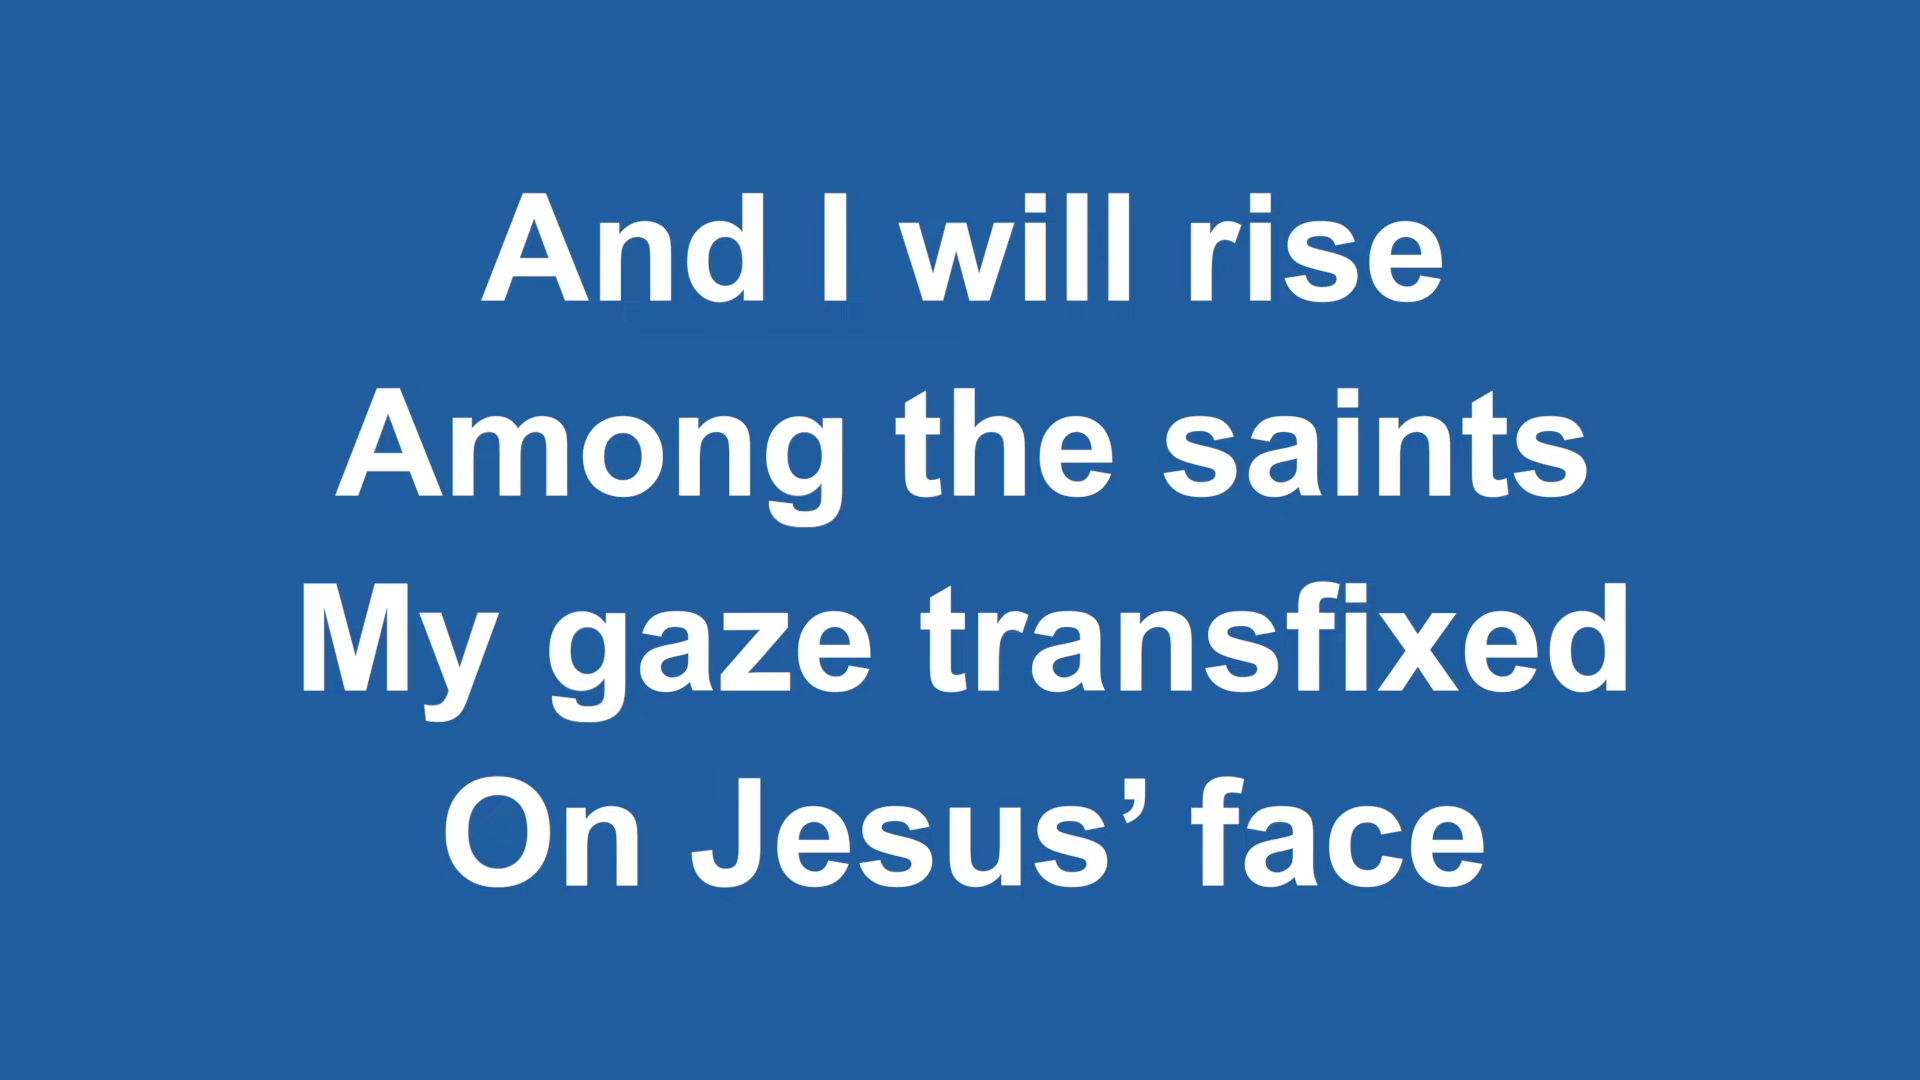 And I will rise
Among the saints
My gaze transfixed
On Jesus’ face